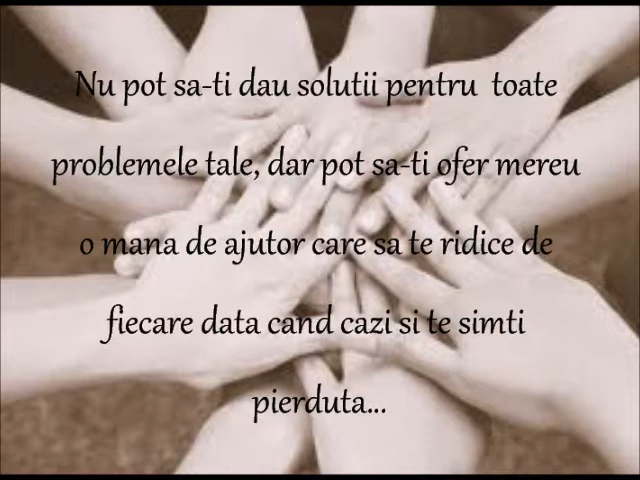 Nu pot sa-ti dau solutii pentru toate
problemele tale, dar pot sa-ti ofer mereu
o mana de ajutor care sa te ridice de
fiecare data cand cazi si te simti
pierduta...